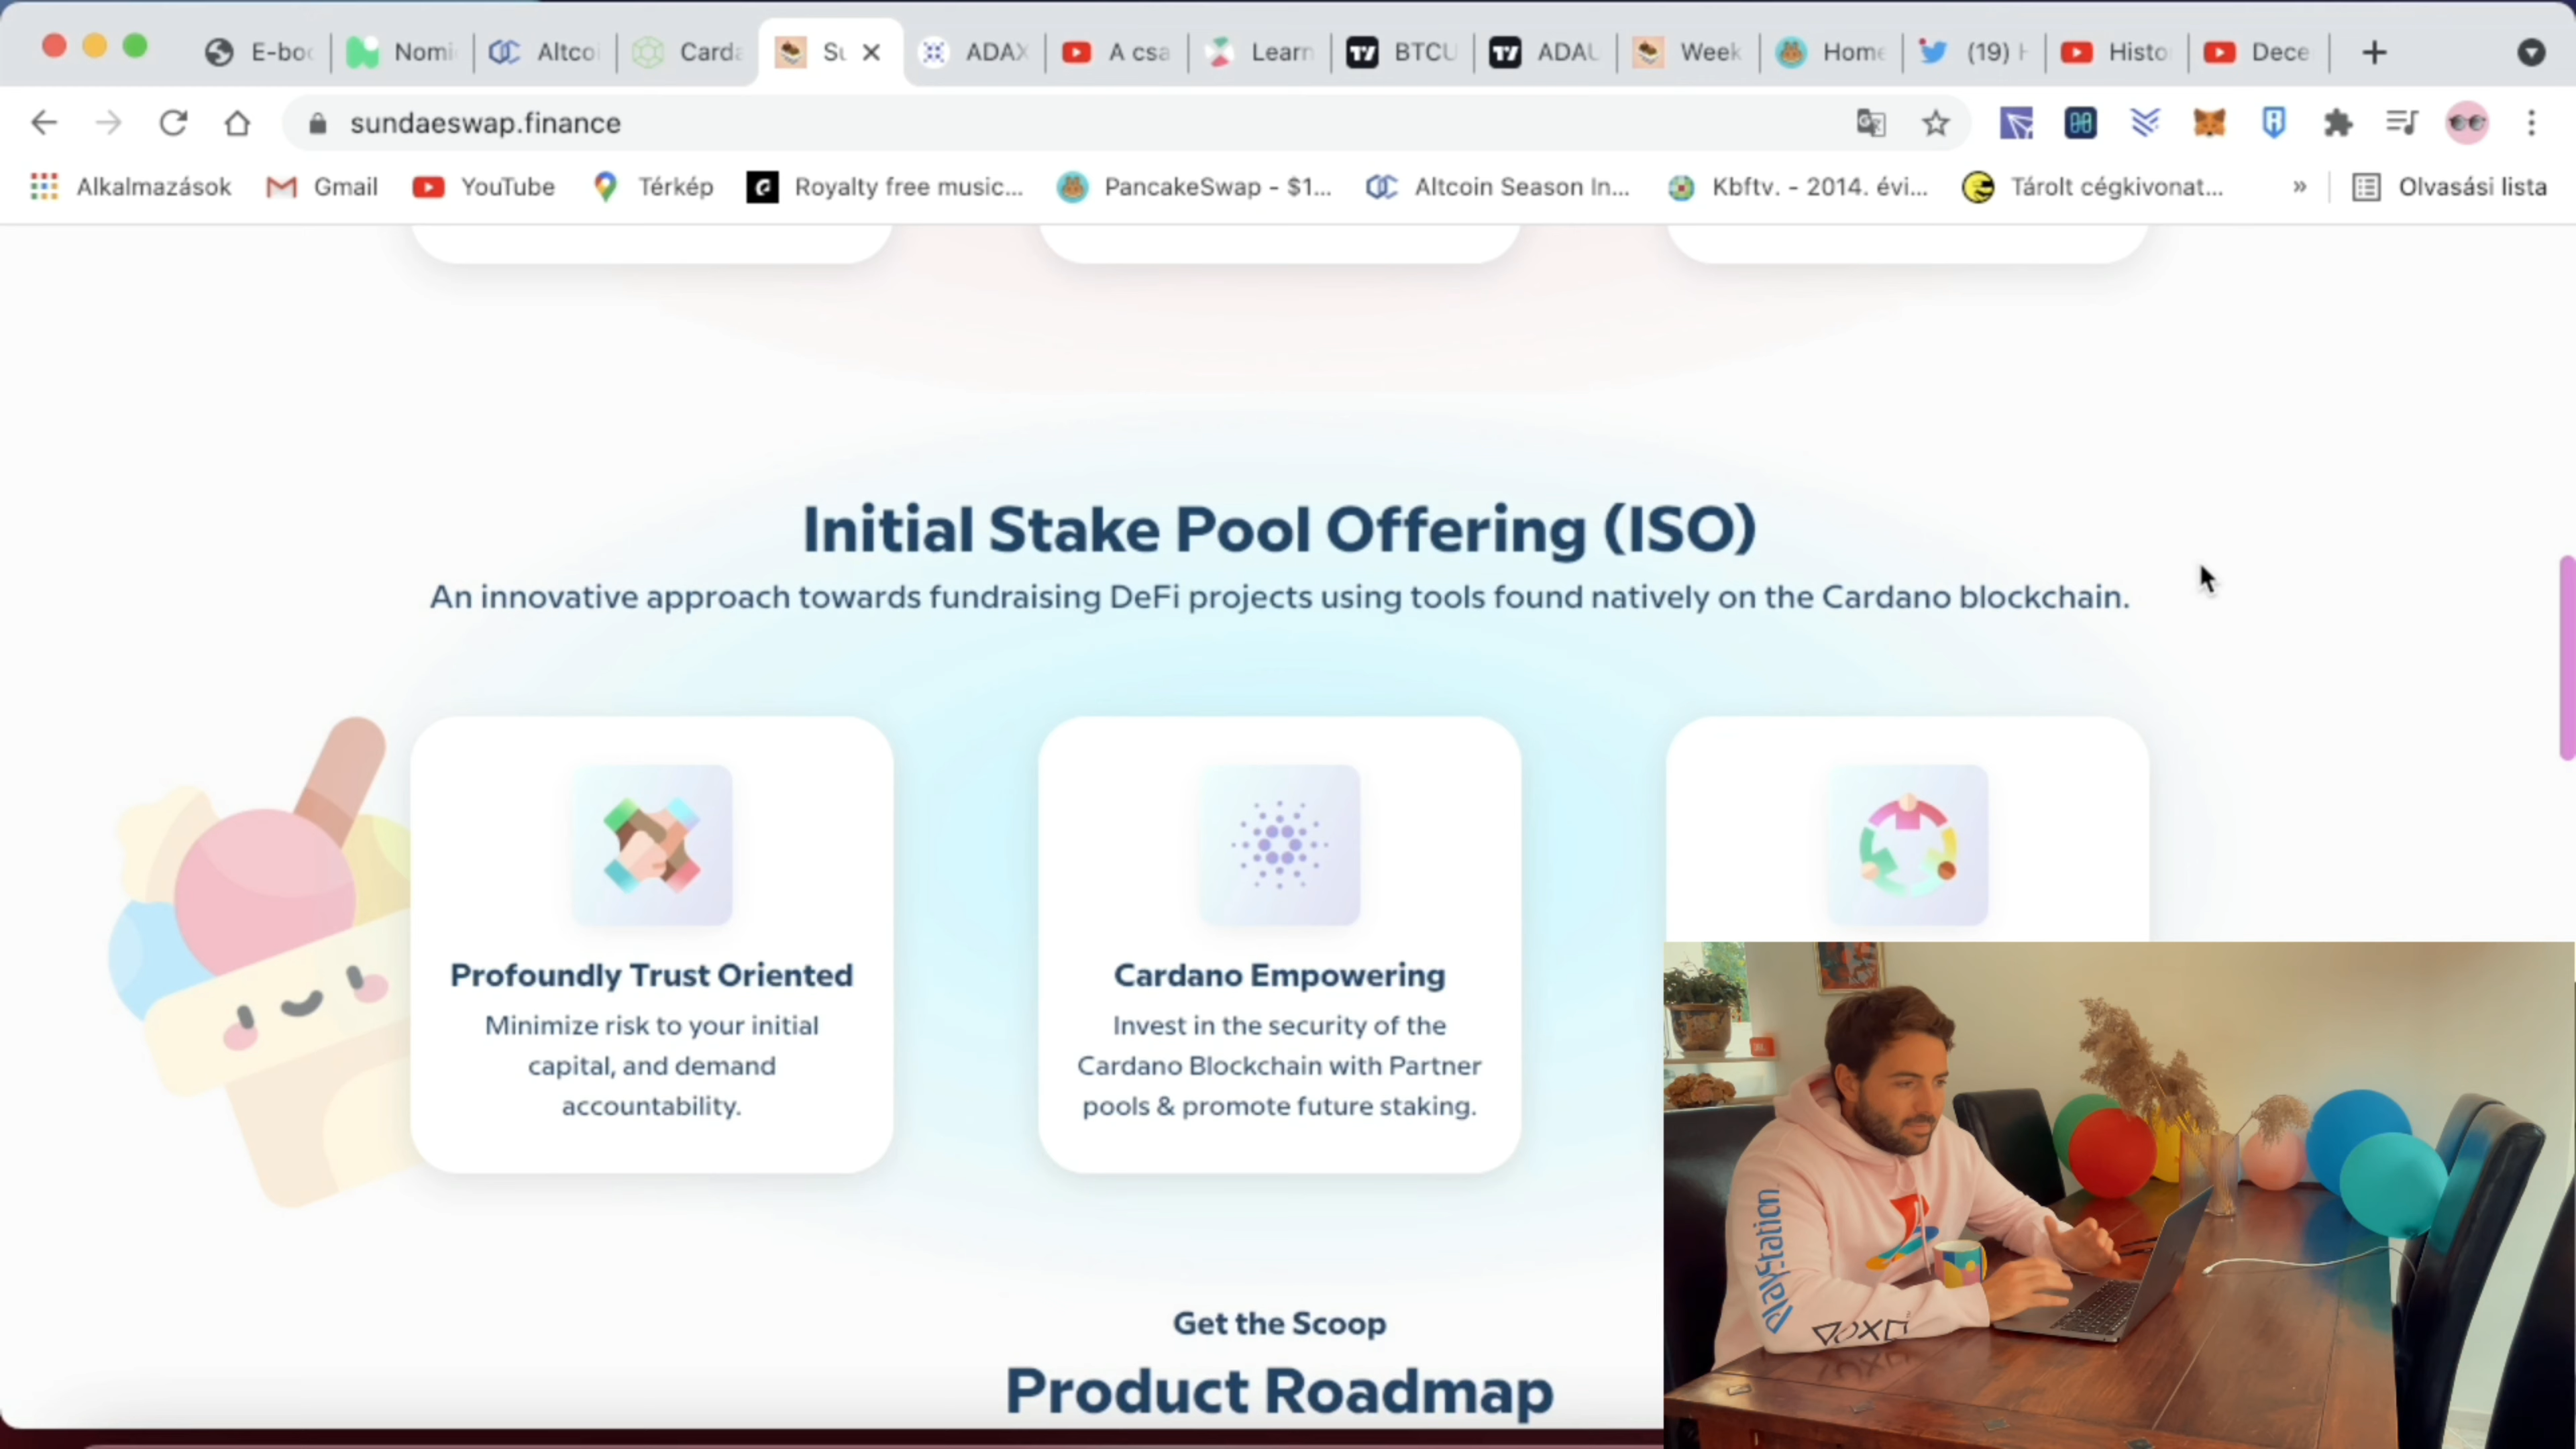 E-boo
Nomi
Altcoi
Carda
Su
ADAX
A csa
Learn
BTCU
ADAU
Week
Home
(19) H
Histo
Dece
sundaeswap.finance
Alkalmazások
Gmail
YouTube
Térkép
Royalty free music...
PancakeSwap - $1...
Altcoin Season In...
Kbftv. - 2014. évi...
Tárolt cégkivonat...
»
Olvasási lista
Initial Stake Pool Offering (ISO)
An innovative approach towards fundraising DeFi projects using tools found natively on the Cardano blockchain.
Profoundly Trust Oriented
Minimize risk to your initial
capital, and demand
accountability.
Cardano Empowering
Invest in the security of the
Cardano Blockchain with Partner
pools & promote future staking.
Get the Scoop
Product Roadmap
PlayStation